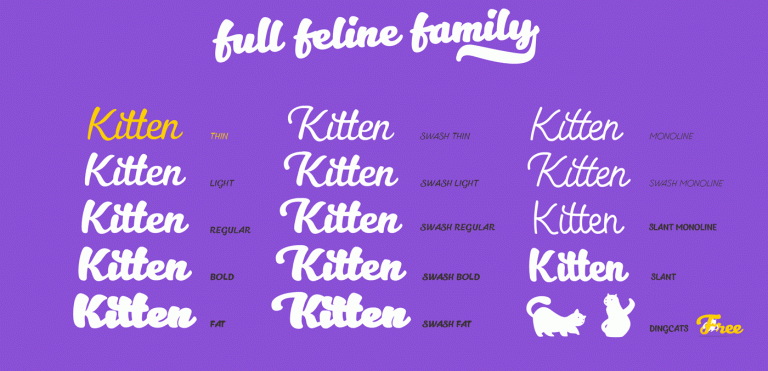 full feline family
Kitten THIN Kitten SWASH THIN Kitten MONOLINE
Kitten LIGHT Kitten SWASH LIGHT Kitten SWASH MONOLINE
Kitten REGULAR Kitten SWASH REGULAR Kitten SLANT MONOLINE
Kitten BOLD Kitten SWASH BOLD Kitten SLANT
Kitten FAT Kitten SWASH FAT DINGCATS Free